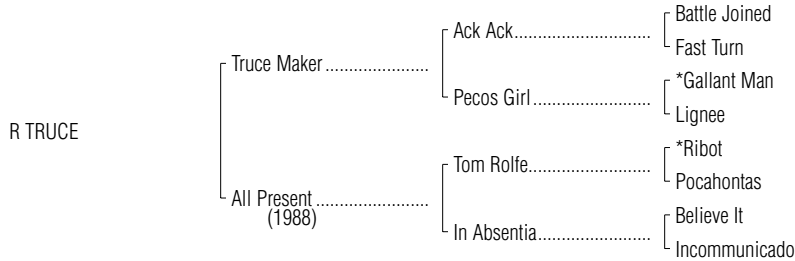 Battle Joined
Ack Ack..............................
Fast Turn
Truce Maker .......................
*Gallant Man
Pecos Girl..........................
Lignee
R TRUCE
*Ribot
Tom Rolfe...........................
Pocahontas
All Present .........................
(1988)
Believe It
In Absentia.........................
Incommunicado